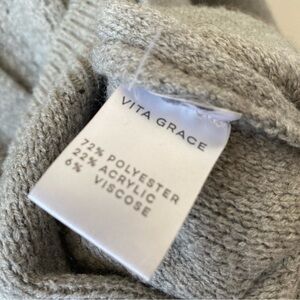 VITA GRACE
72% POLYESTER
22% ACRYLIC
6% VISCOSE